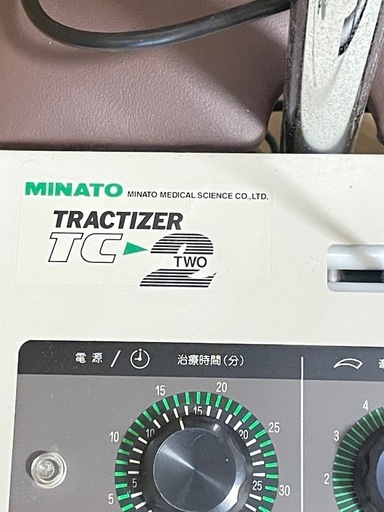 MINATO MINATO MEDICAL SCIENCE CO.,LTD.
TRACTIZER
TC 2 TWO
電源/ 治療時間(分)
15 20
10 25
5 30
5 10 15 20 25 30
4
3
2